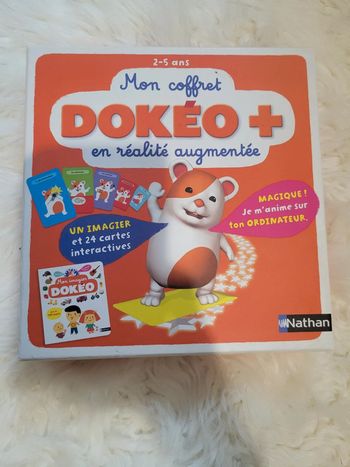 2-5 ans
Mon coffret
DOKÉO +
en réalité augmentée
MAGIQUE !
Je m'anime sur
ton ORDINATEUR.
UN IMAGIER
et 24 cartes
interactives
Mon imagier
DOKÉO
Nathan